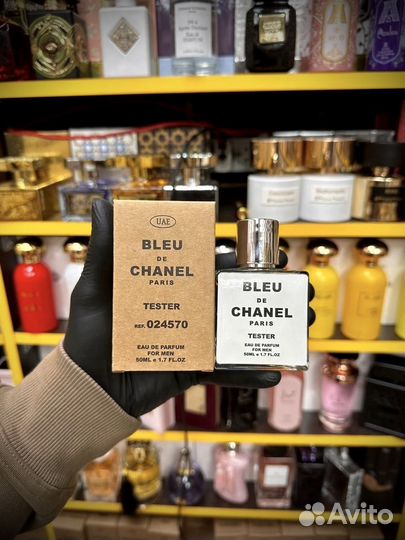 UAE
BLEU
DE
CHANEL
PARIS
TESTER
REF. 024570
EAU DE PARFUM
FOR MEN
50ML ℮ 1.7 FL.OZ
BLEU
DE
CHANEL
PARIS
TESTER
EAU DE PARFUM
FOR MEN
50ML ℮ 1.7 FL.OZ
Avito